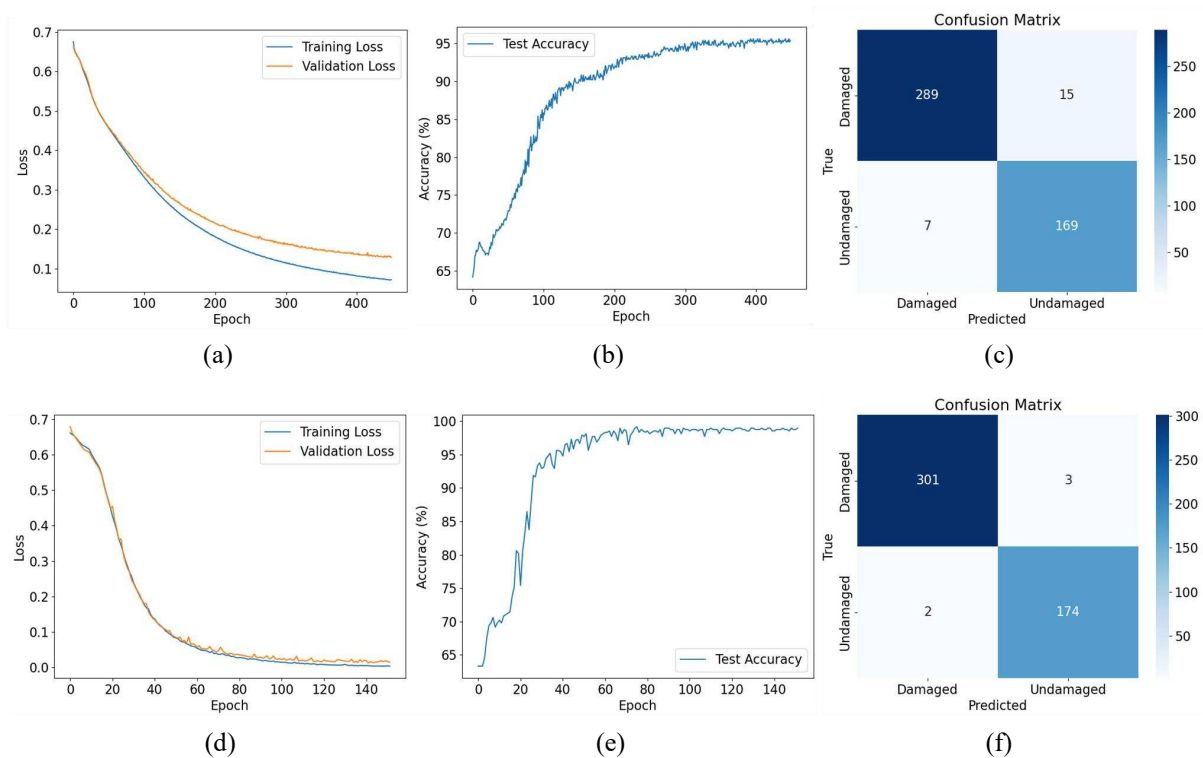 0.7
0.6
0.5
0.4
0.3
0.2
0.1
Loss
0 100 200 300 400
Epoch
Training Loss
Validation Loss
(a)
95
90
85
80
75
70
65
Accuracy (%)
0 100 200 300 400
Epoch
Test Accuracy
(b)
Confusion Matrix
Damaged
Undamaged
True
289 15
7 169
Damaged Undamaged
Predicted
250
200
150
100
50
(c)
0.7
0.6
0.5
0.4
0.3
0.2
0.1
0.0
Loss
0 20 40 60 80 100 120 140
Epoch
Training Loss
Validation Loss
(d)
100
95
90
85
80
75
70
65
Accuracy (%)
0 20 40 60 80 100 120 140
Epoch
Test Accuracy
(e)
Confusion Matrix
Damaged
Undamaged
True
301 3
2 174
Damaged Undamaged
Predicted
300
250
200
150
100
50
(f)